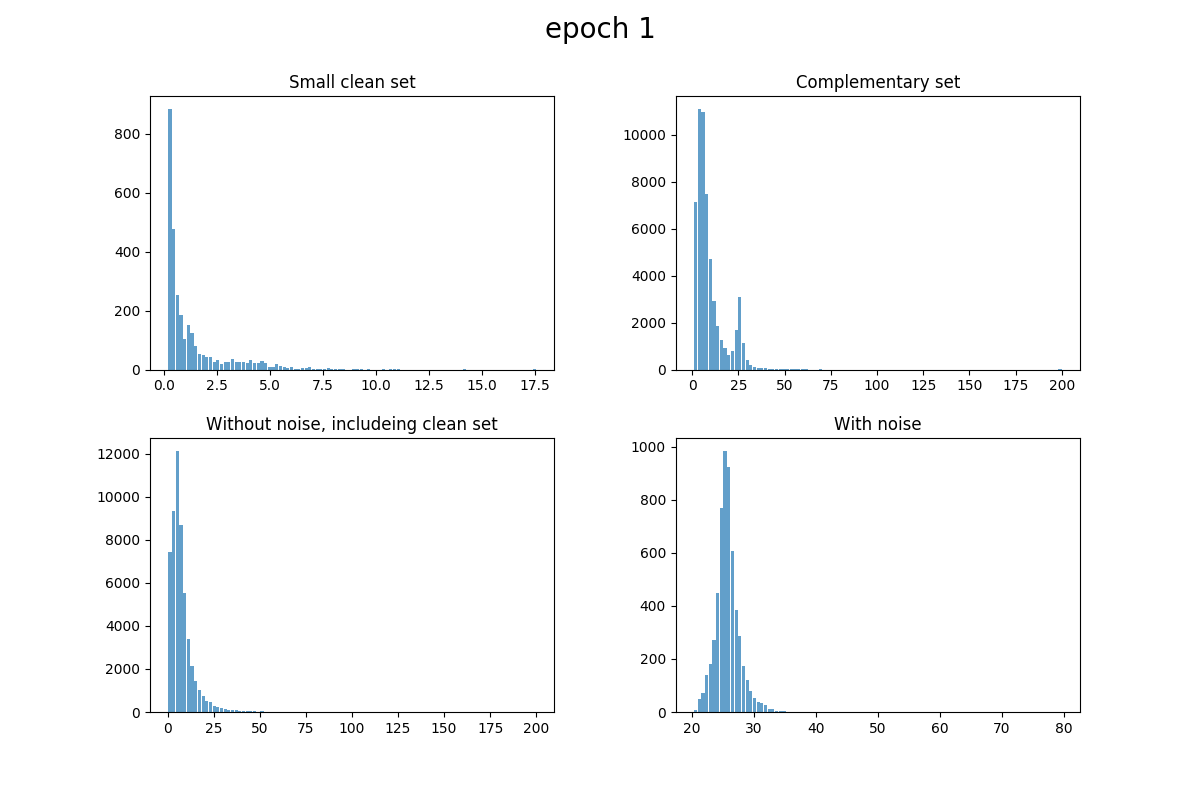 epoch 1
Small clean set
800
600
400
200
0
0.0 2.5 5.0 7.5 10.0 12.5 15.0 17.5
Complementary set
10000
8000
6000
4000
2000
0
0 25 50 75 100 125 150 175 200
Without noise, includeing clean set
12000
10000
8000
6000
4000
2000
0
0 25 50 75 100 125 150 175 200
With noise
1000
800
600
400
200
0
20 30 40 50 60 70 80